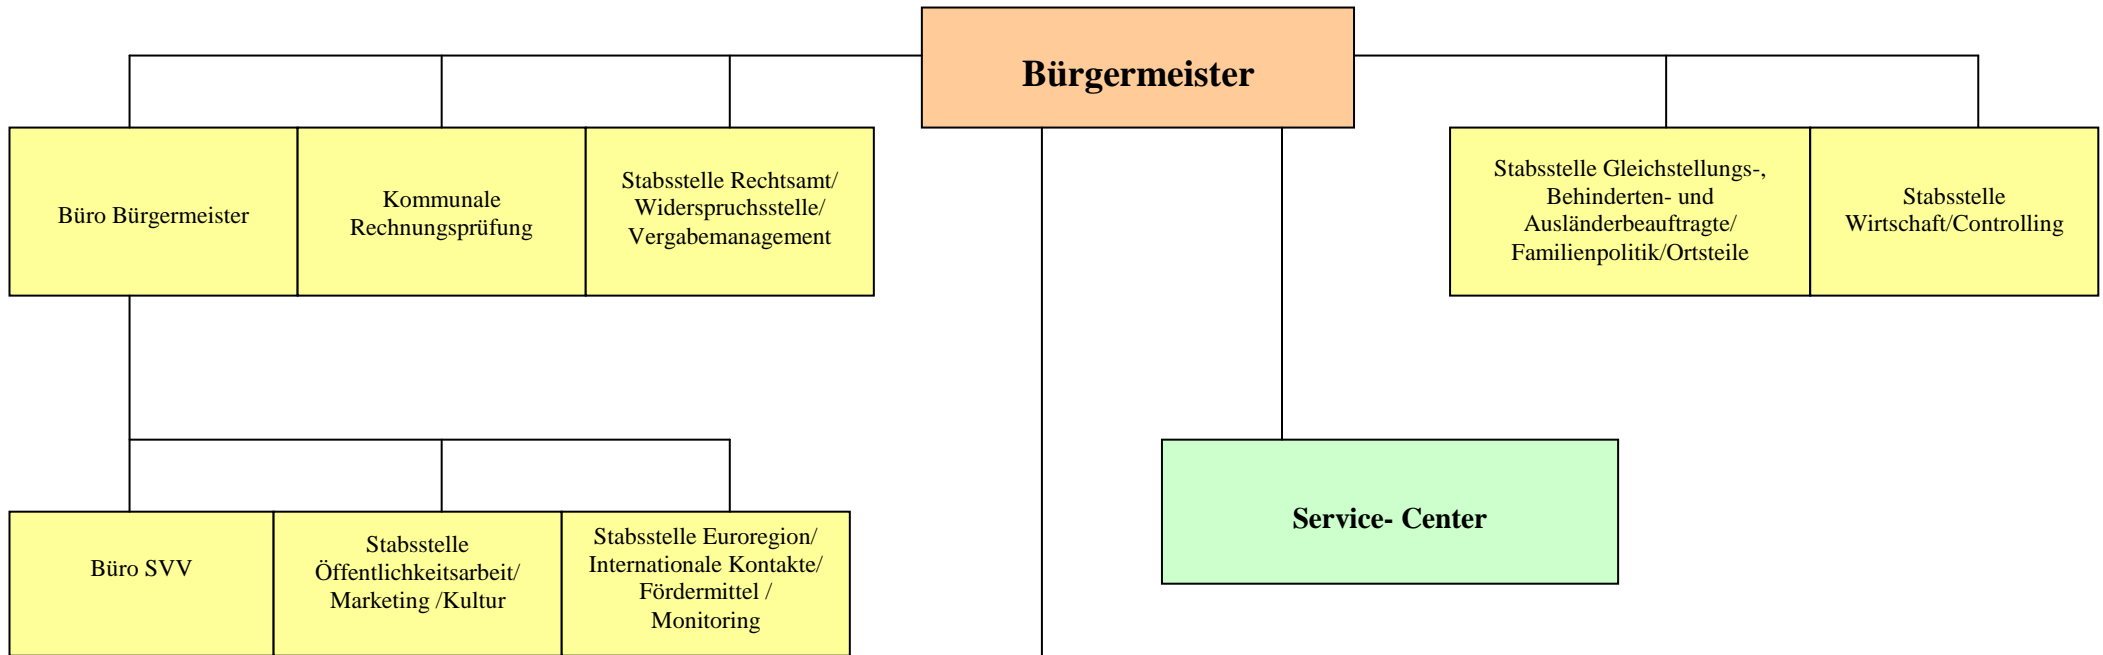 Bürgermeister
Büro Bürgermeister
Kommunale
Rechnungsprüfung
Stabsstelle Rechtsamt/
Widerspruchsstelle/
Vergabemanagement
Stabsstelle Gleichstellungs-,
Behinderten- und
Ausländerbeauftragte/
Familienpolitik/Ortsteile
Stabsstelle
Wirtschaft/Controlling
Büro SVV
Stabsstelle
Öffentlichkeitsarbeit/
Marketing /Kultur
Stabsstelle Euroregion/
Internationale Kontakte/
Fördermittel /
Monitoring
Service- Center